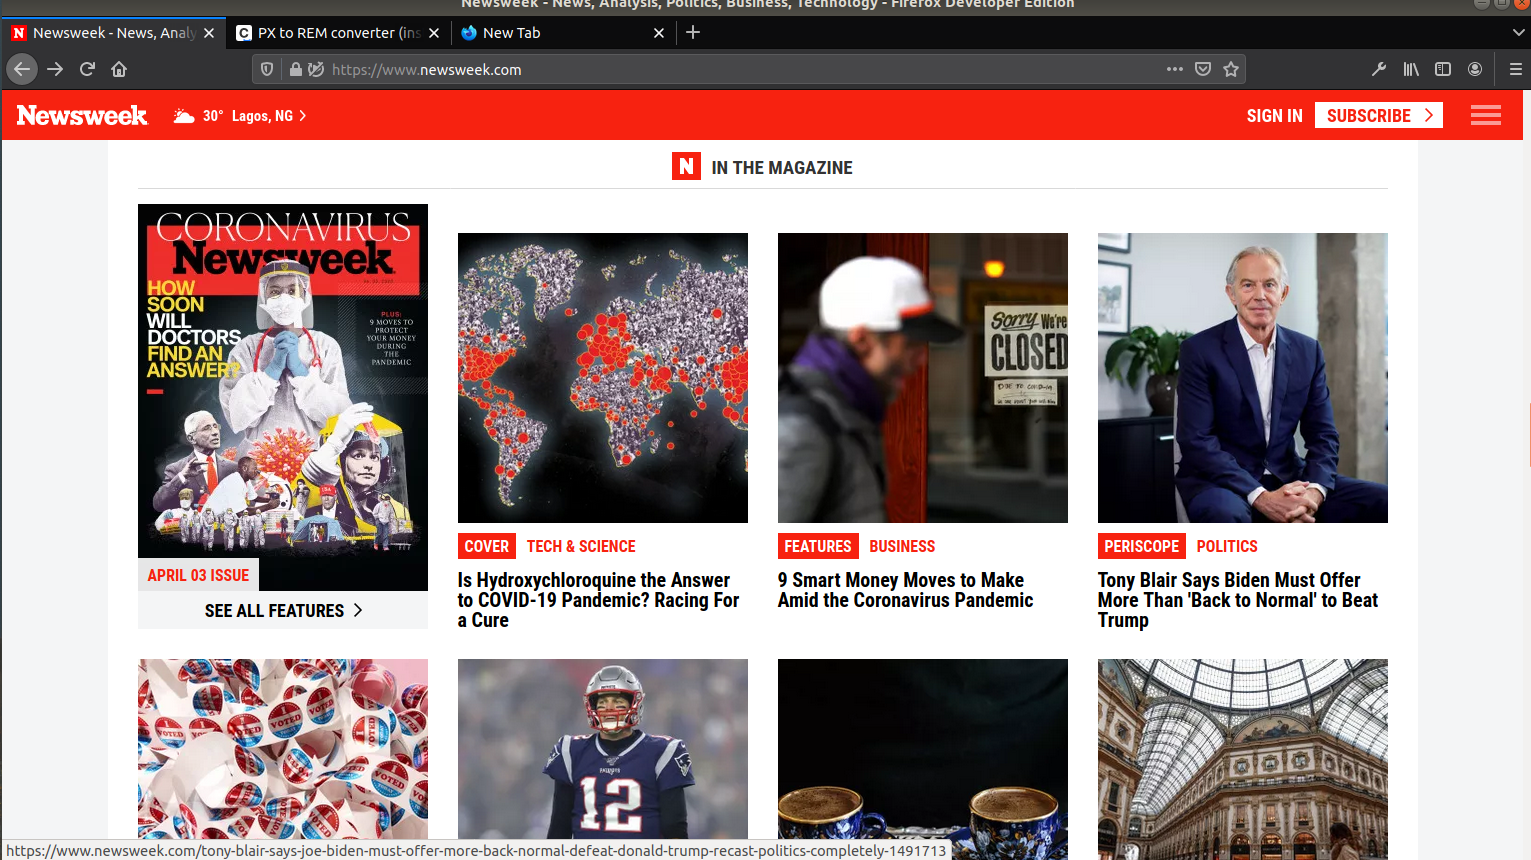 Newsweek - News, Analysis, Politics, Business, Technology - Firefox Developer Edition
Newsweek - News, Analy
PX to REM converter (ins
New Tab
https://www.newsweek.com
Newsweek
30° Lagos, NG
SIGN IN
SUBSCRIBE
N IN THE MAGAZINE
CORONAVIRUS
Newsweek
HOW
SOON
WILL
DOCTORS
FIND AN
ANSWER?
PLUS:
9 MOVES TO
PROTECT
YOUR MONEY
DURING
THE
PANDEMIC
APRIL 03 ISSUE
SEE ALL FEATURES
COVER TECH & SCIENCE
Is Hydroxychloroquine the Answer
to COVID-19 Pandemic? Racing For
a Cure
Sorry We're
CLOSED
DUE TO COVID-19
FEATURES BUSINESS
9 Smart Money Moves to Make
Amid the Coronavirus Pandemic
PERISCOPE POLITICS
Tony Blair Says Biden Must Offer
More Than 'Back to Normal' to Beat
Trump
I VOTED
I VOTED
I VOTED
VOTED
VOTED
PATRIOTS
12
https://www.newsweek.com/tony-blair-says-joe-biden-must-offer-more-back-normal-defeat-donald-trump-recast-politics-completely-1491713